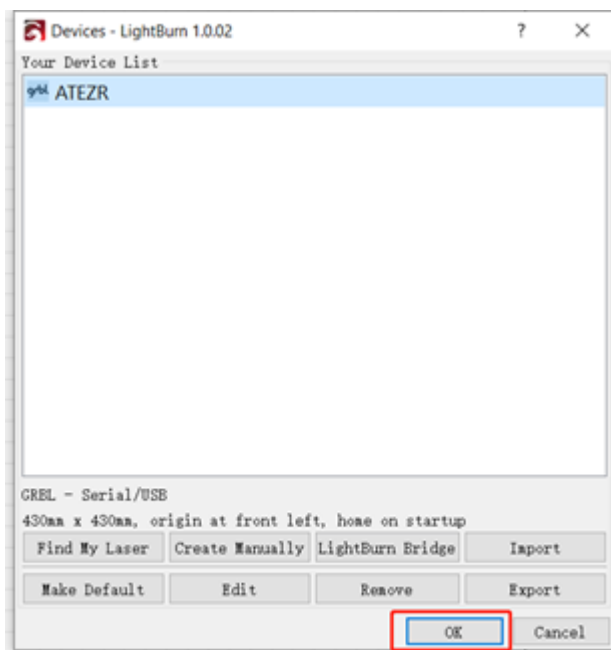 Devices - LightBurn 1.0.02 ? ×
Your Device List
grbl ATEZR
GRBL - Serial/USB
430mm x 430mm, origin at front left, home on startup
Find My Laser Create Manually LightBurn Bridge Import
Make Default Edit Remove Export
OK Cancel